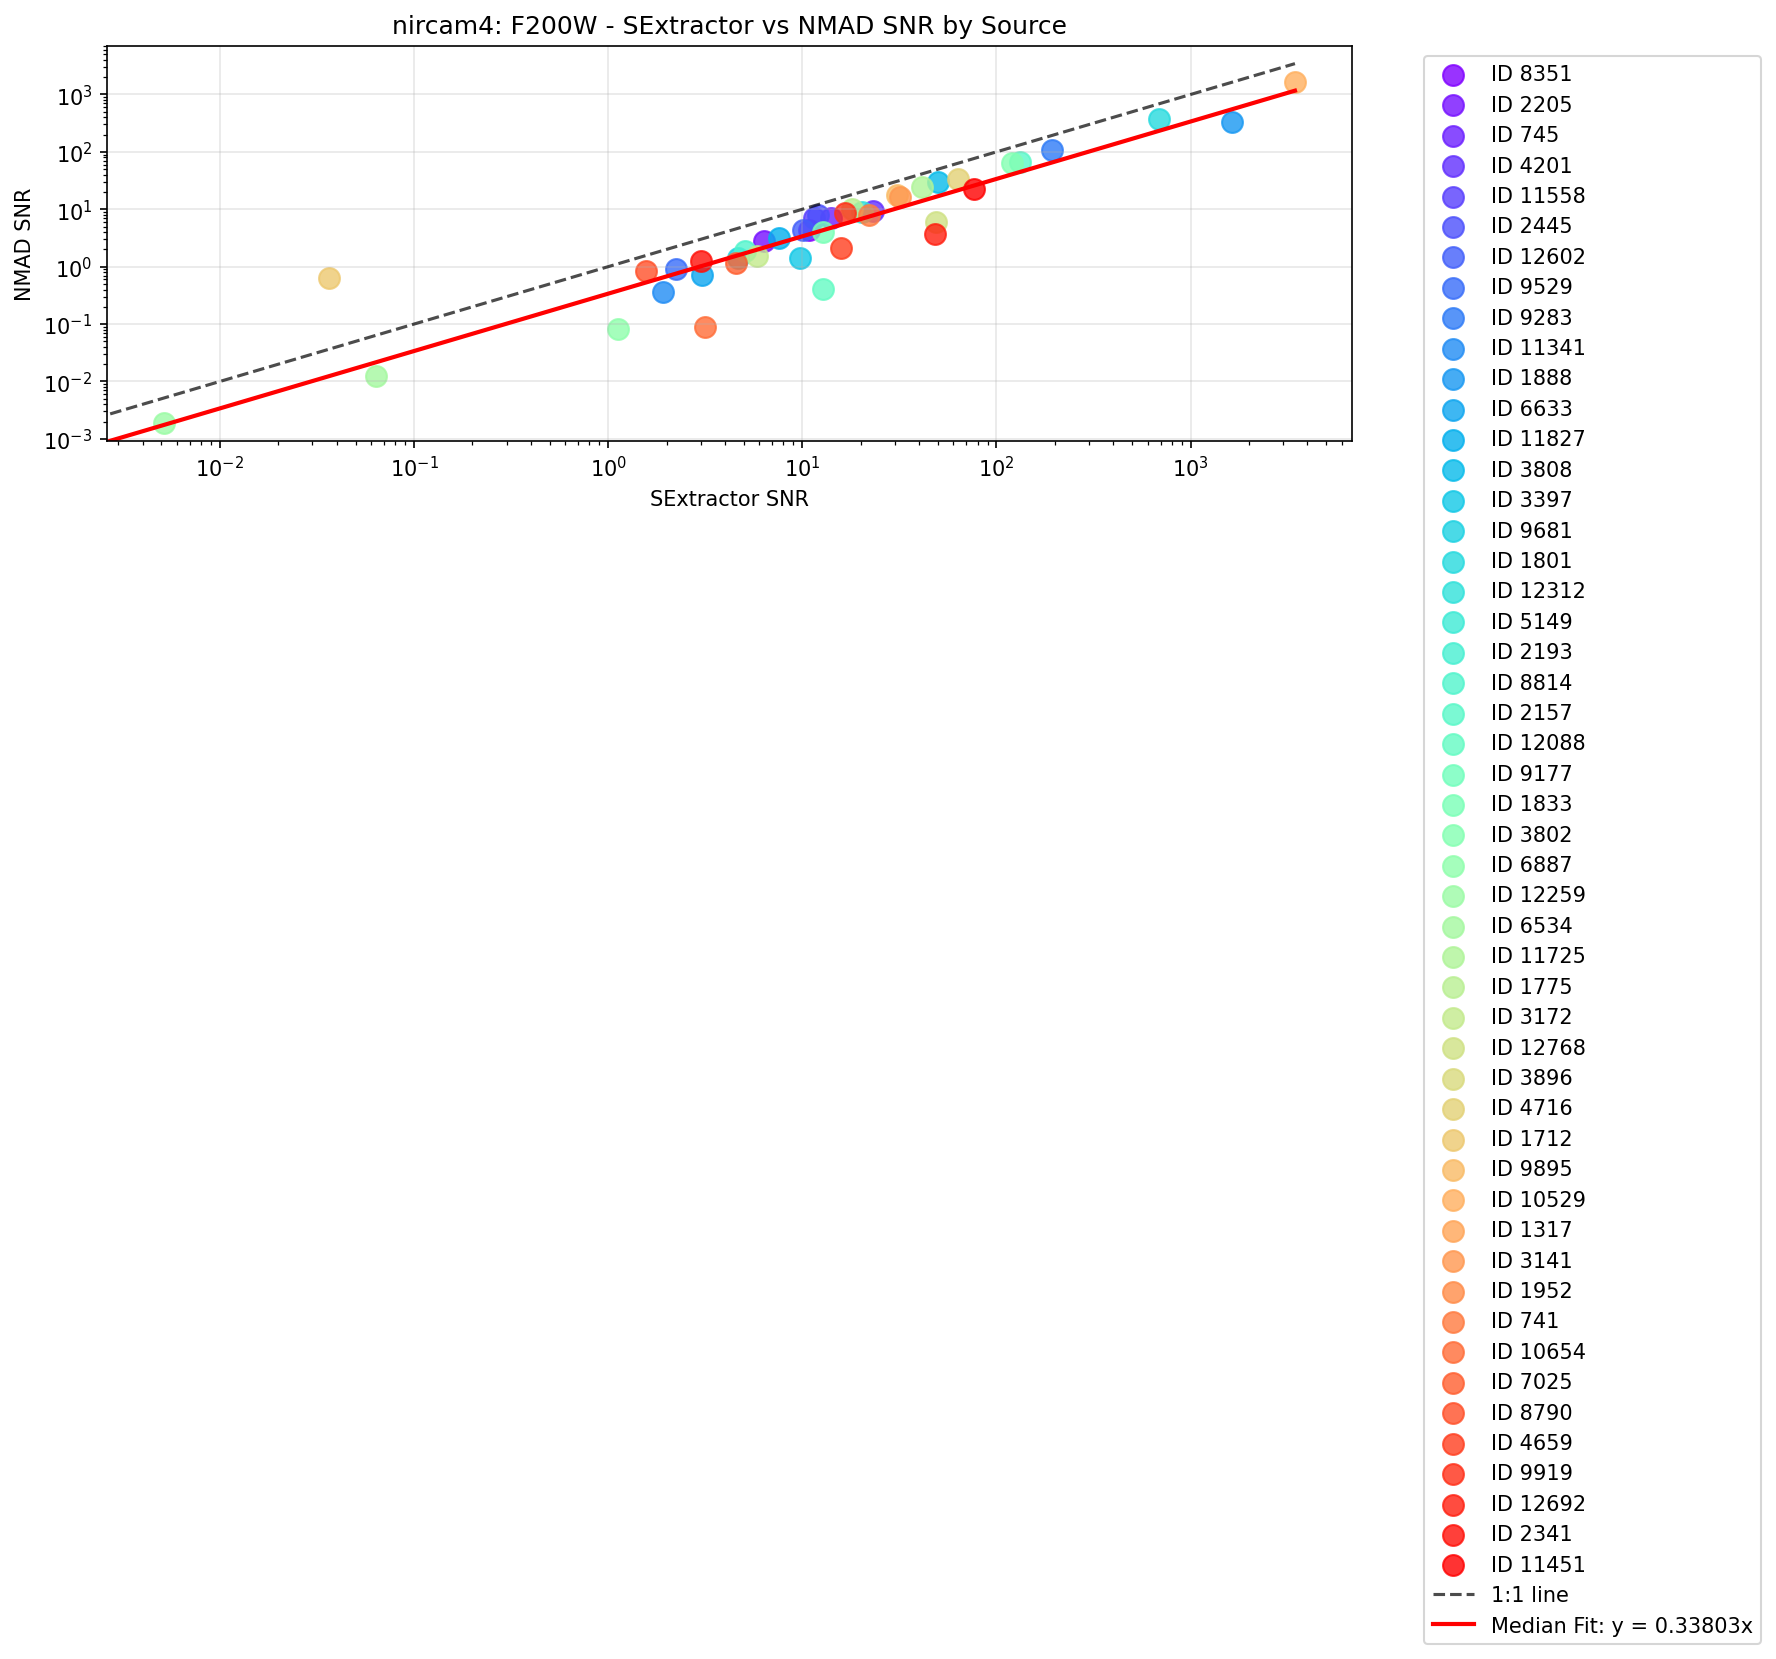 nircam4: F200W - SExtractor vs NMAD SNR by Source
NMAD SNR
10³
10²
10¹
10⁰
10⁻¹
10⁻²
10⁻³
10⁻²
10⁻¹
10⁰
10¹
10²
10³
SExtractor SNR
ID 8351
ID 2205
ID 745
ID 4201
ID 11558
ID 2445
ID 12602
ID 9529
ID 9283
ID 11341
ID 1888
ID 6633
ID 11827
ID 3808
ID 3397
ID 9681
ID 1801
ID 12312
ID 5149
ID 2193
ID 8814
ID 2157
ID 12088
ID 9177
ID 1833
ID 3802
ID 6887
ID 12259
ID 6534
ID 11725
ID 1775
ID 3172
ID 12768
ID 3896
ID 4716
ID 1712
ID 9895
ID 10529
ID 1317
ID 3141
ID 1952
ID 741
ID 10654
ID 7025
ID 8790
ID 4659
ID 9919
ID 12692
ID 2341
ID 11451
1:1 line
Median Fit: y = 0.33803x